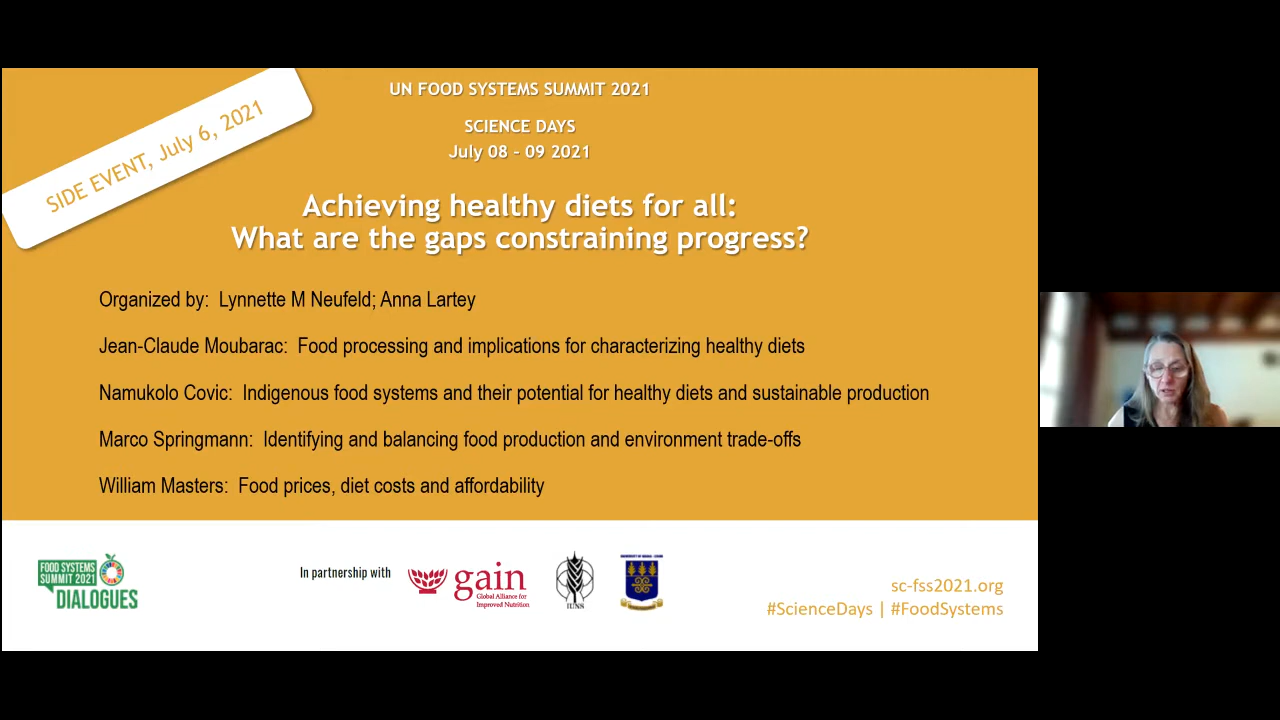 SIDE EVENT, July 6, 2021
UN FOOD SYSTEMS SUMMIT 2021
SCIENCE DAYS
July 08 - 09 2021
Achieving healthy diets for all:
What are the gaps constraining progress?
Organized by: Lynnette M Neufeld; Anna Lartey
Jean-Claude Moubarac: Food processing and implications for characterizing healthy diets
Namukolo Covic: Indigenous food systems and their potential for healthy diets and sustainable production
Marco Springmann: Identifying and balancing food production and environment trade-offs
William Masters: Food prices, diet costs and affordability
FOOD SYSTEMS
SUMMIT 2021
DIALOGUES
In partnership with
gain
Global Alliance for
Improved Nutrition
IUNS
sc-fss2021.org
#ScienceDays | #FoodSystems